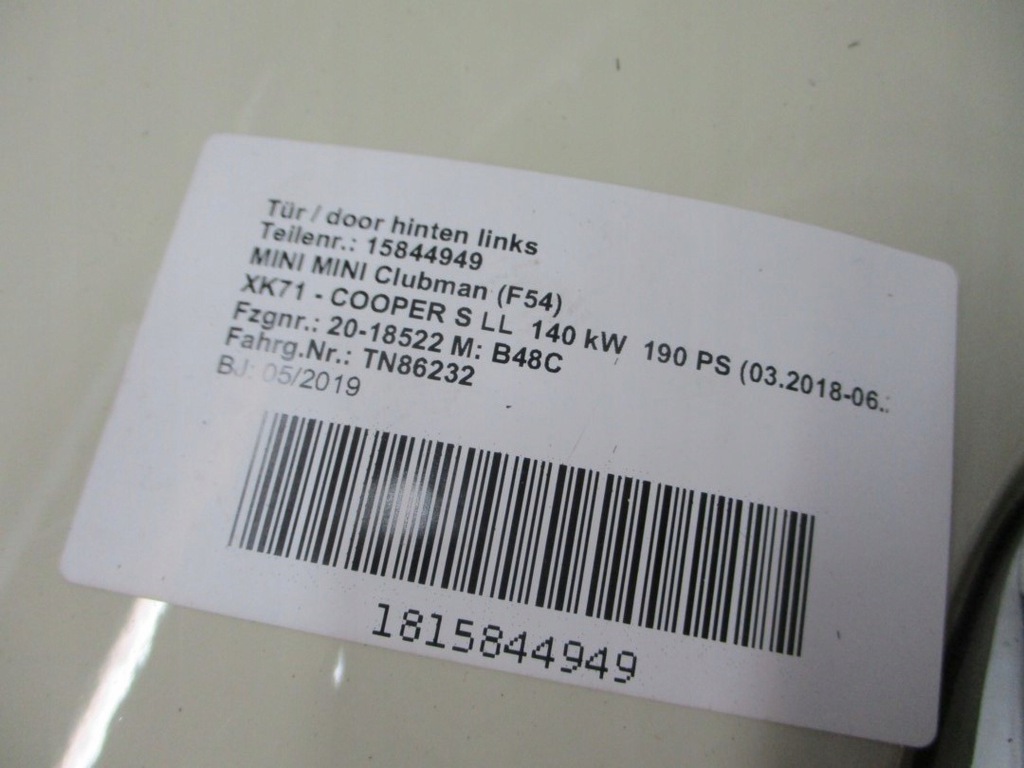 Tür / door hinten links
Teilenr.: 15844949
MINI MINI Clubman (F54)
XK71 - COOPER S LL 140 kW 190 PS (03.2018-06.
Fzgnr.: 20-18522 M: B48C
Fahrg.Nr.: TN86232
BJ: 05/2019
1815844949